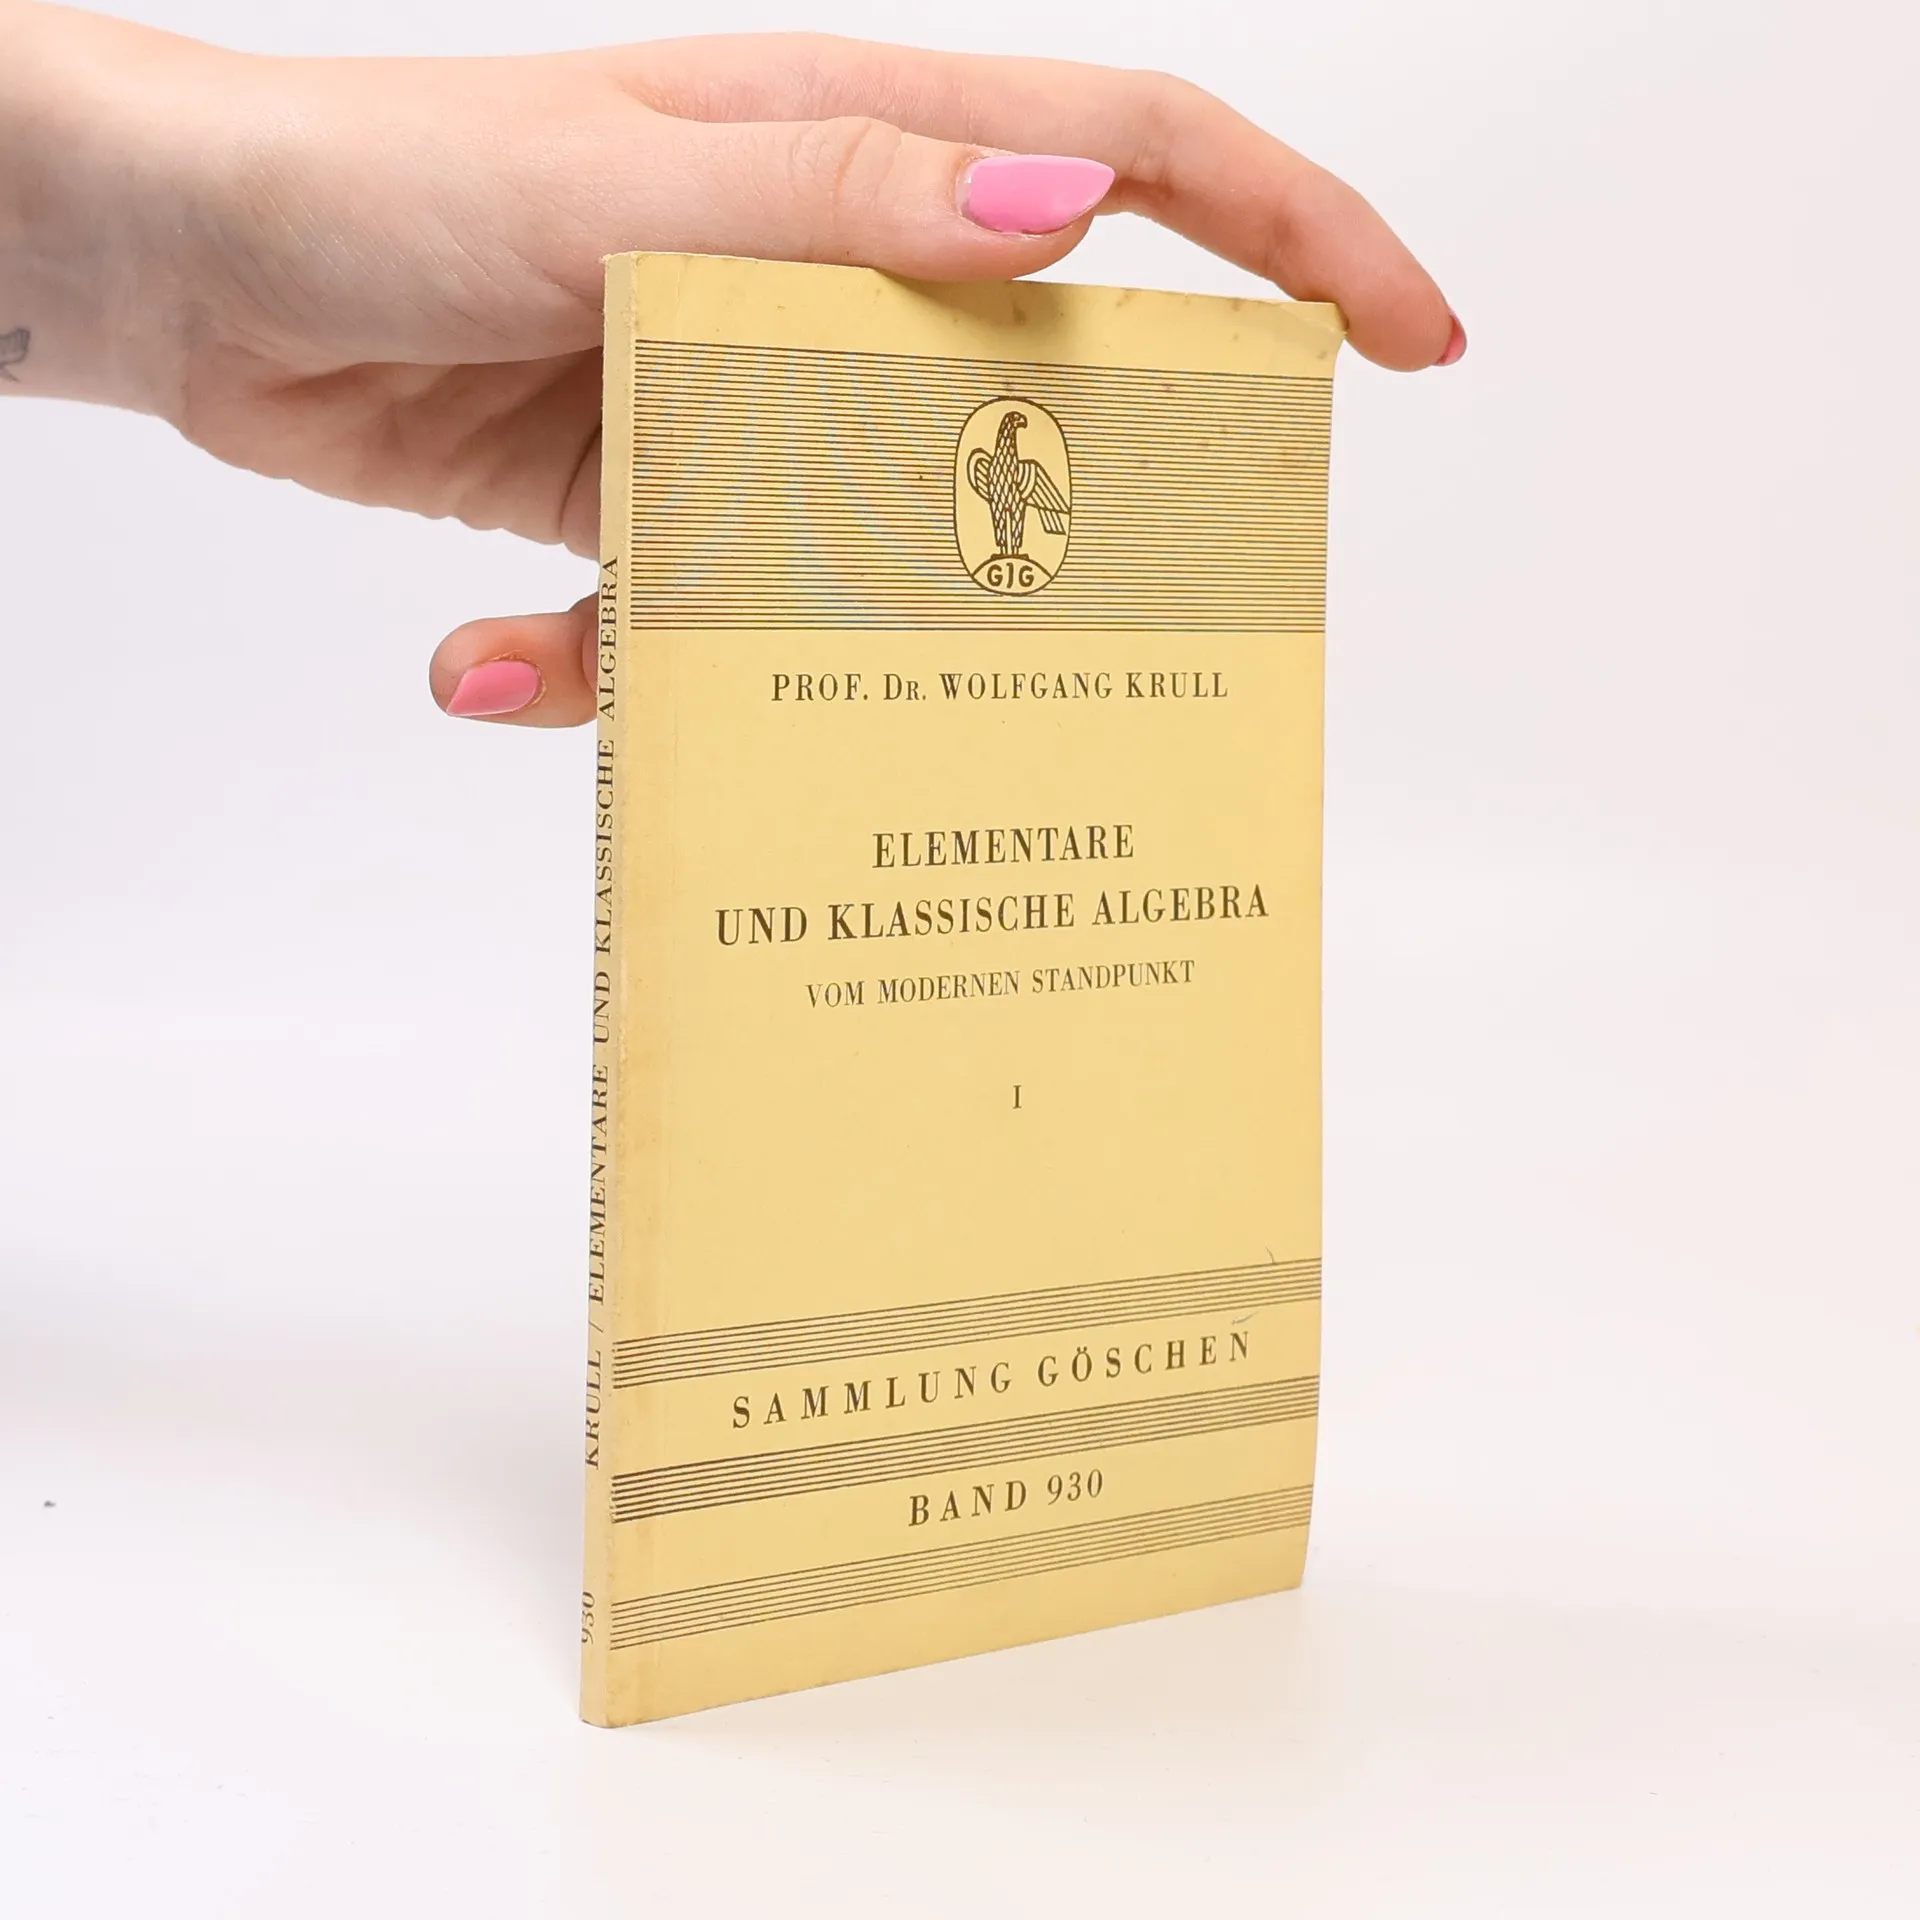 GJG
PROF. DR. WOLFGANG KRULL
ELEMENTARE
UND KLASSISCHE ALGEBRA
VOM MODERNEN STANDPUNKT
I
SAMMLUNG GÖSCHEN
BAND 930
930 KRULL / ELEMENTARE UND KLASSISCHE ALGEBRA